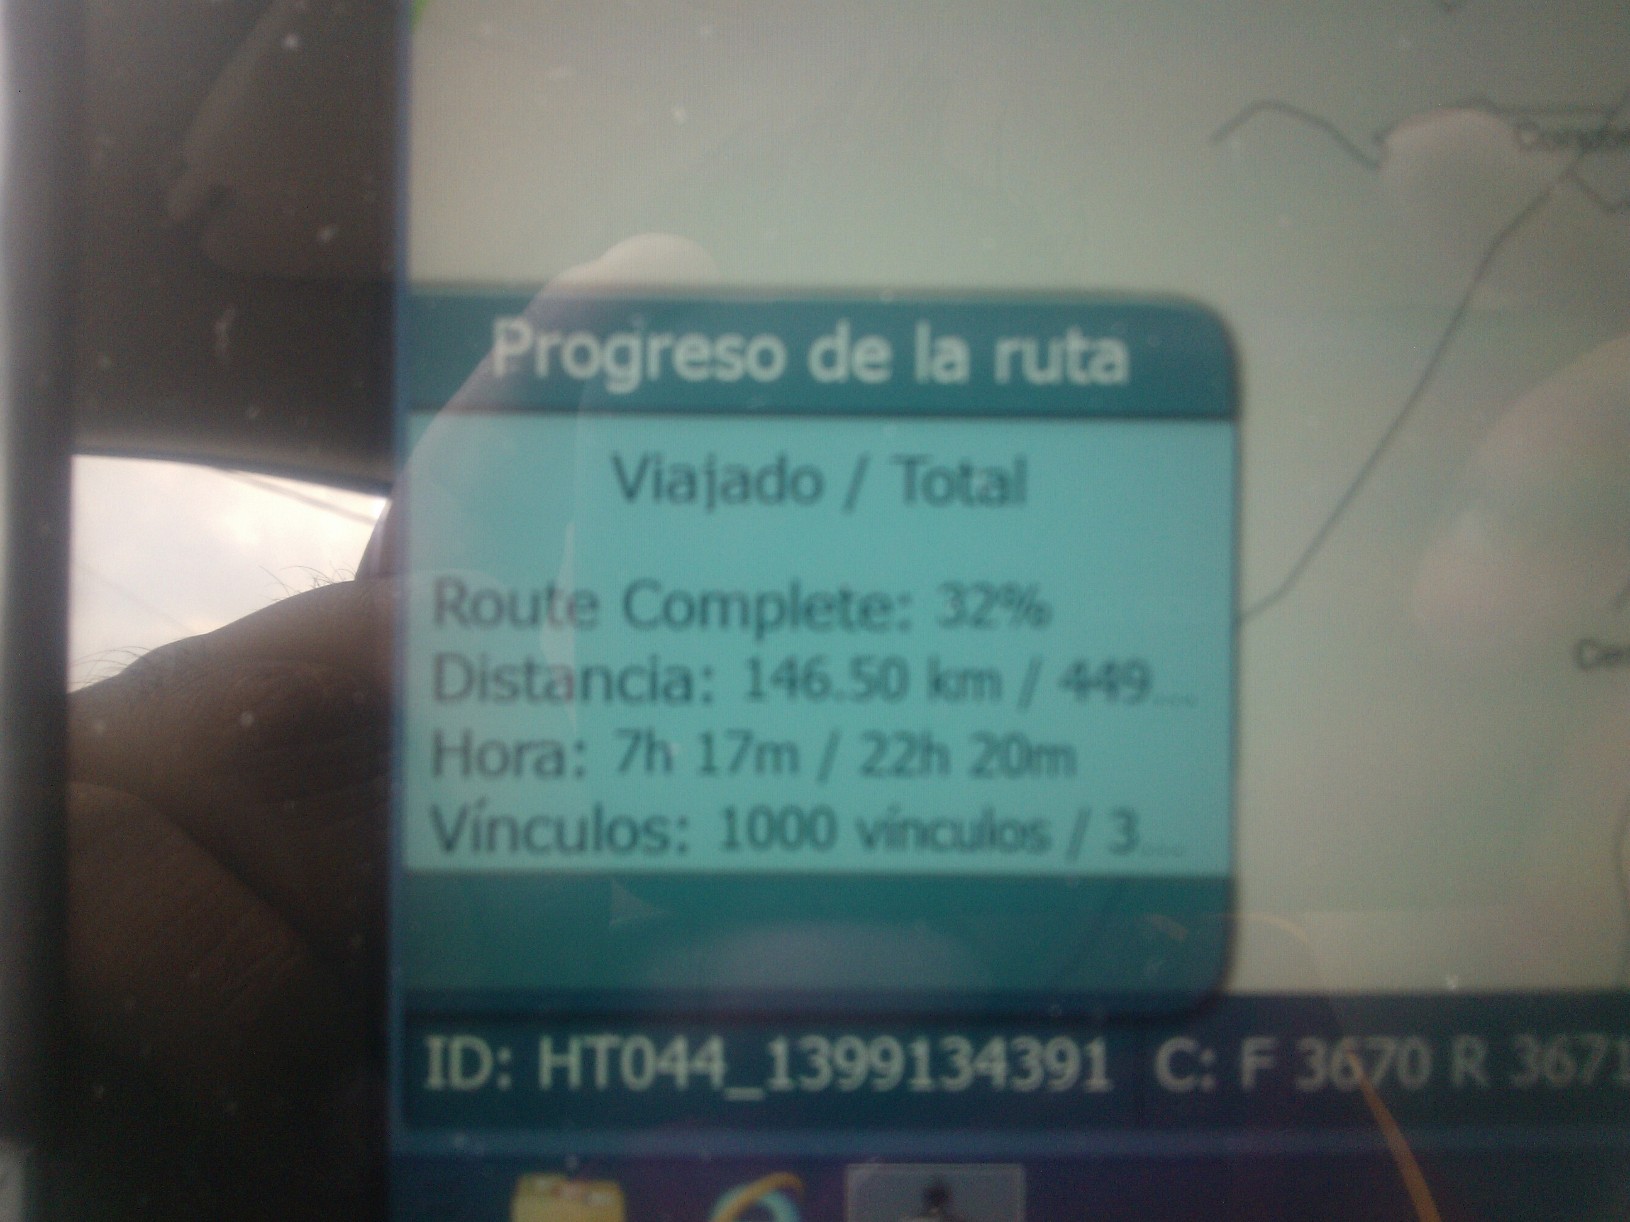 Progreso de la ruta
Viajado / Total
Route Complete: 32%
Distancia: 146.50 km / 449...
Hora: 7h 17m / 22h 20m
Vínculos: 1000 vínculos / 3...
ID: HT044_1399134391 C: F 3670 R 3671